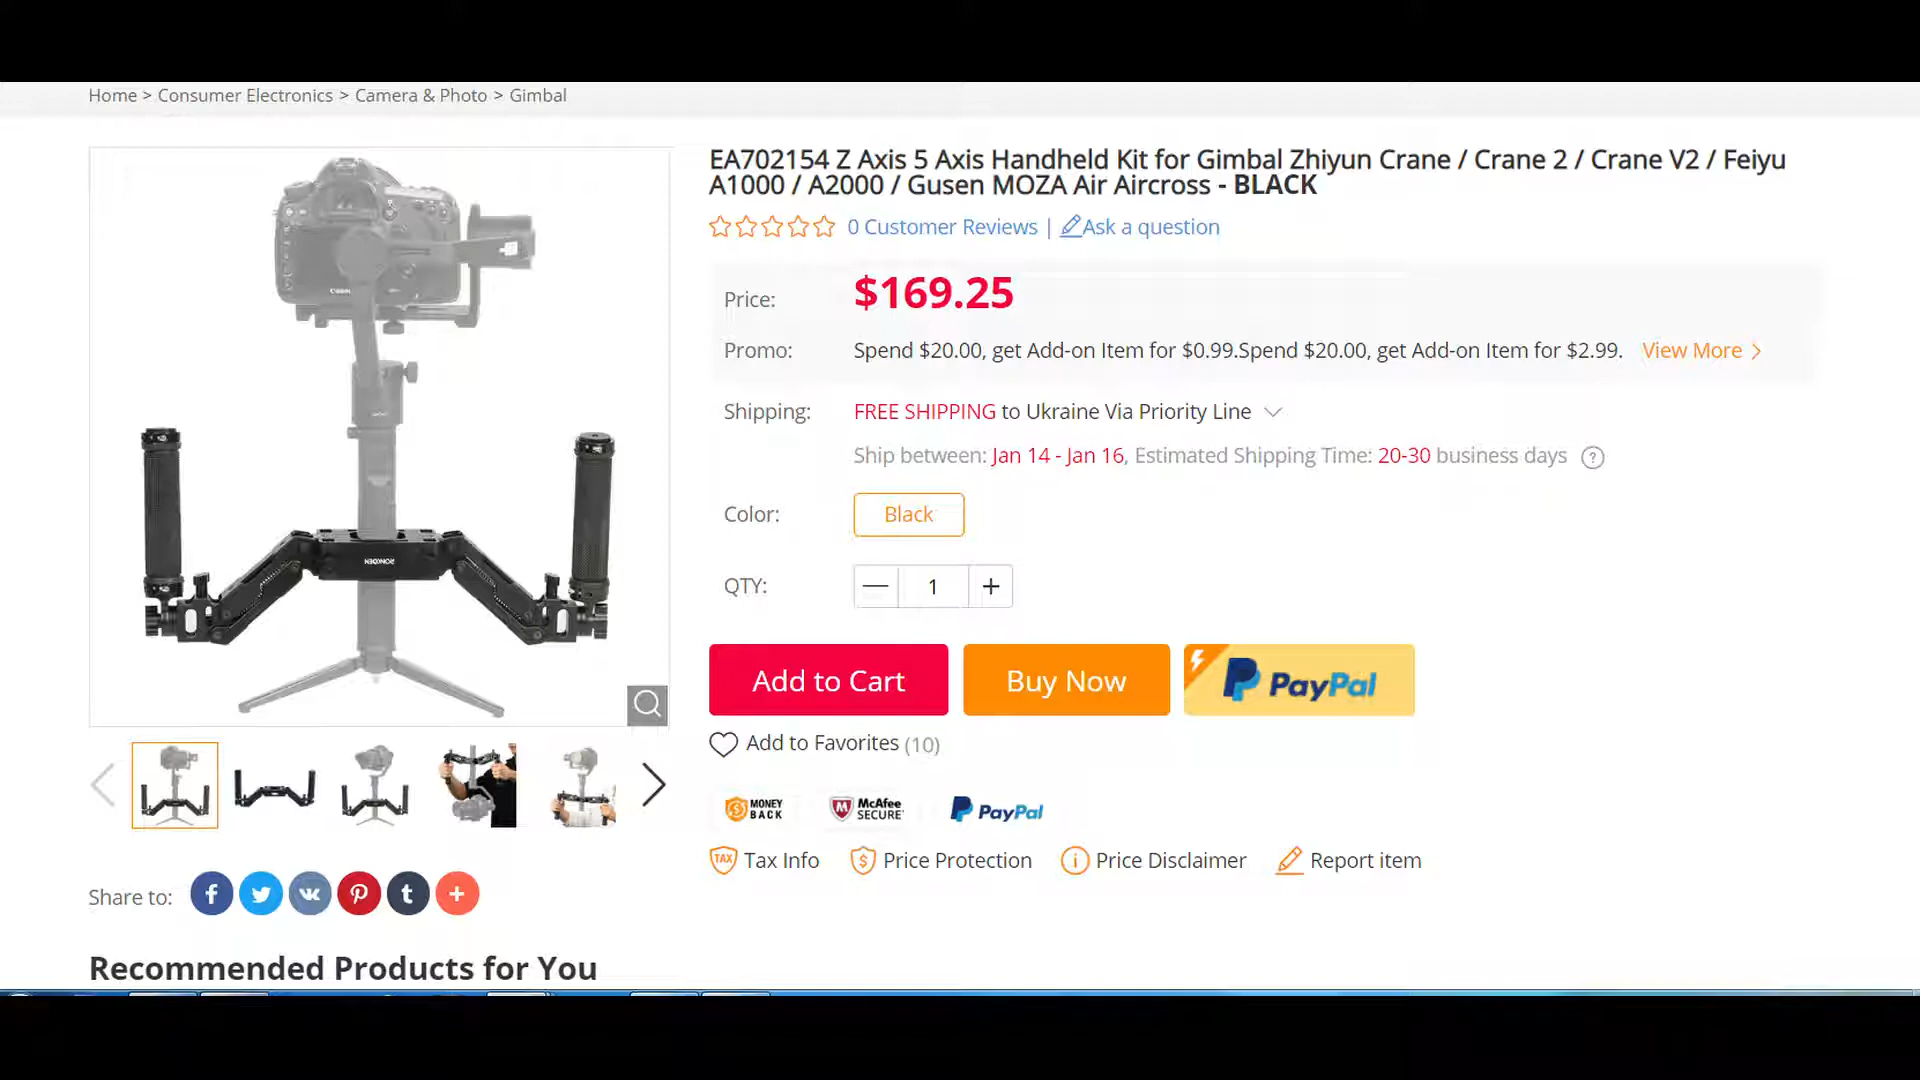 Home > Consumer Electronics > Camera & Photo > Gimbal
EA702154 Z Axis 5 Axis Handheld Kit for Gimbal Zhiyun Crane / Crane 2 / Crane V2 / Feiyu
A1000 / A2000 / Gusen MOZA Air Aircross - BLACK
0 Customer Reviews | Ask a question
Price: $169.25
Promo: Spend $20.00, get Add-on Item for $0.99.Spend $20.00, get Add-on Item for $2.99. View More >
Shipping: FREE SHIPPING to Ukraine Via Priority Line
Ship between: Jan 14 - Jan 16, Estimated Shipping Time: 20-30 business days ?
Color: Black
QTY: — 1 +
Add to Cart Buy Now PayPal
Add to Favorites (10)
MONEY BACK McAfee SECURE PayPal
TAX Tax Info Price Protection Price Disclaimer Report item
Canon
Share to:
Recommended Products for You